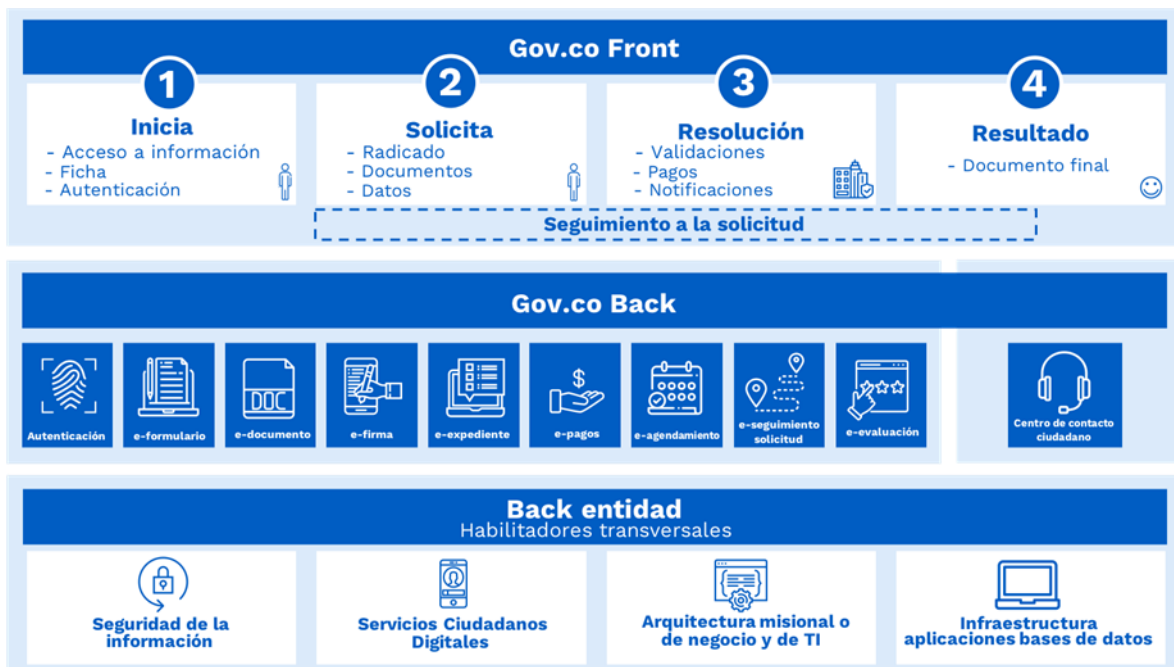 Gov.co Front
1
Inicia
- Acceso a información
- Ficha
- Autenticación
2
Solicita
- Radicado
- Documentos
- Datos
3
Resolución
- Validaciones
- Pagos
- Notificaciones
4
Resultado
- Documento final
Seguimiento a la solicitud
Gov.co Back
Autenticación
e-formulario
DOC
e-documento
e-firma
e-expediente
$
e-pagos
e-agendamiento
e-seguimiento
solicitud
e-evaluación
Centro de contacto
ciudadano
Back entidad
Habilitadores transversales
Seguridad de la
información
Servicios Ciudadanos
Digitales
Arquitectura misional o
de negocio y de TI
Infraestructura
aplicaciones bases de datos